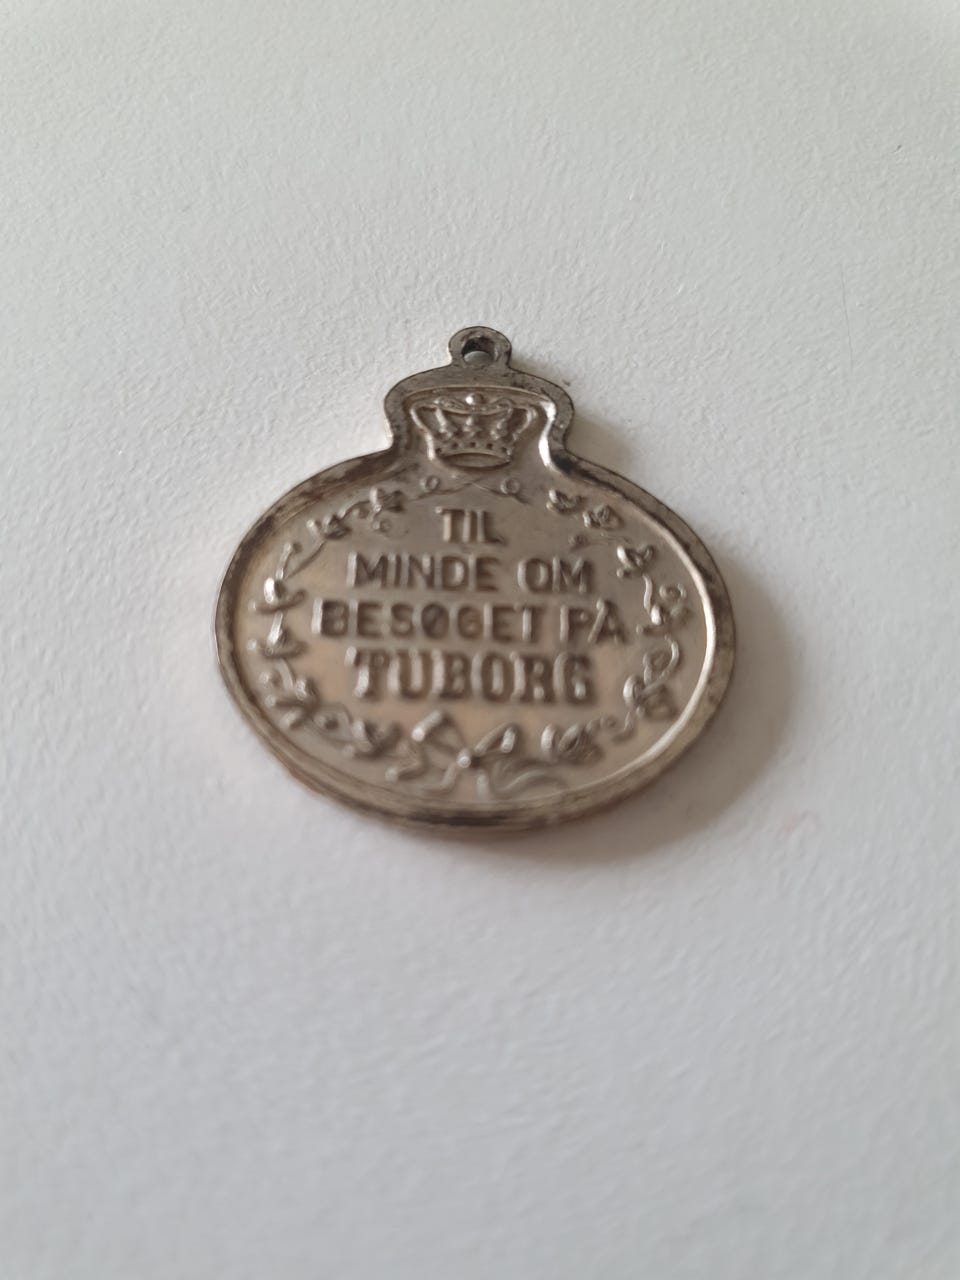 TIL
MINDE OM
BESØGET PÅ
TUBORG